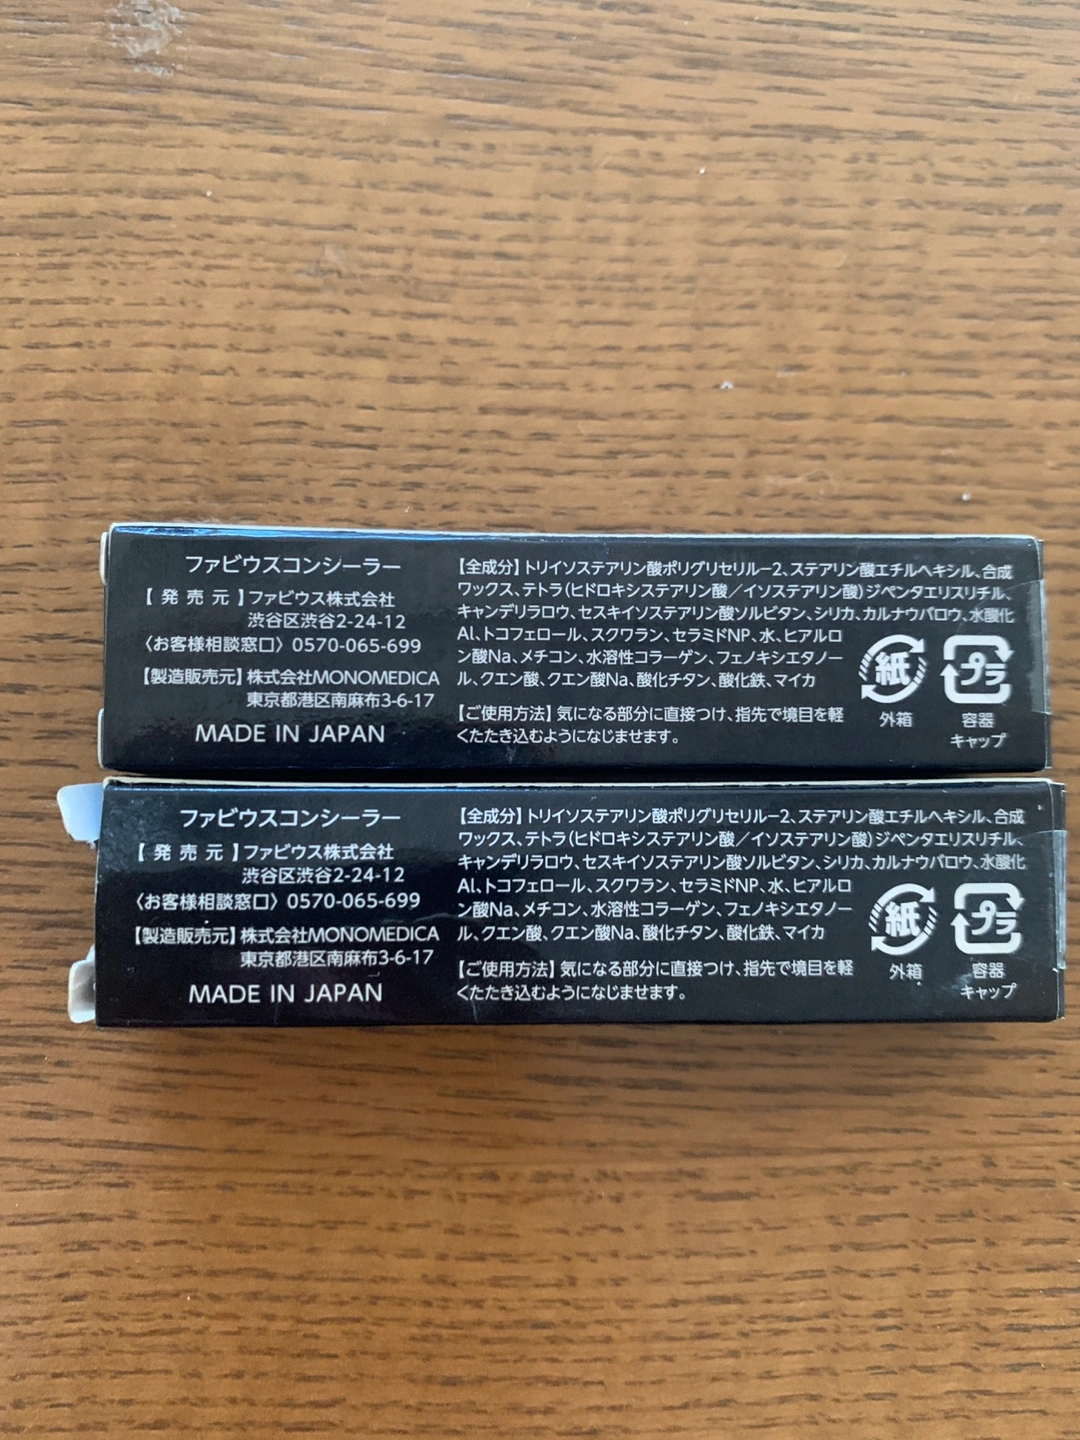 ファビウスコンシーラー
【発売元】ファビウス株式会社
渋谷区渋谷2-24-12
〈お客様相談窓口〉0570-065-699
【製造販売元】株式会社MONOMEDICA
東京都港区南麻布3-6-17
MADE IN JAPAN
【全成分】トリイソステアリン酸ポリグリセリル-2、ステアリン酸エチルヘキシル、合成
ワックス、テトラ(ヒドロキシステアリン酸/イソステアリン酸)ジペンタエリスリチル、
キャンデリラロウ、セスキイソステアリン酸ソルビタン、シリカ、カルナウバロウ、水酸化
Al、トコフェロール、スクワラン、セラミドNP、水、ヒアルロ
ン酸Na、メチコン、水溶性コラーゲン、フェノキシエタノー
ル、クエン酸、クエン酸Na、酸化チタン、酸化鉄、マイカ
【ご使用方法】気になる部分に直接つけ、指先で境目を軽
くたたき込むようになじませます。
紙
外箱
プラ
容器
キャップ
ファビウスコンシーラー
【発売元】ファビウス株式会社
渋谷区渋谷2-24-12
〈お客様相談窓口〉0570-065-699
【製造販売元】株式会社MONOMEDICA
東京都港区南麻布3-6-17
MADE IN JAPAN
【全成分】トリイソステアリン酸ポリグリセリル-2、ステアリン酸エチルヘキシル、合成
ワックス、テトラ(ヒドロキシステアリン酸/イソステアリン酸)ジペンタエリスリチル、
キャンデリラロウ、セスキイソステアリン酸ソルビタン、シリカ、カルナウバロウ、水酸化
Al、トコフェロール、スクワラン、セラミドNP、水、ヒアルロ
ン酸Na、メチコン、水溶性コラーゲン、フェノキシエタノー
ル、クエン酸、クエン酸Na、酸化チタン、酸化鉄、マイカ
【ご使用方法】気になる部分に直接つけ、指先で境目を軽
くたたき込むようになじませます。
紙
外箱
プラ
容器
キャップ